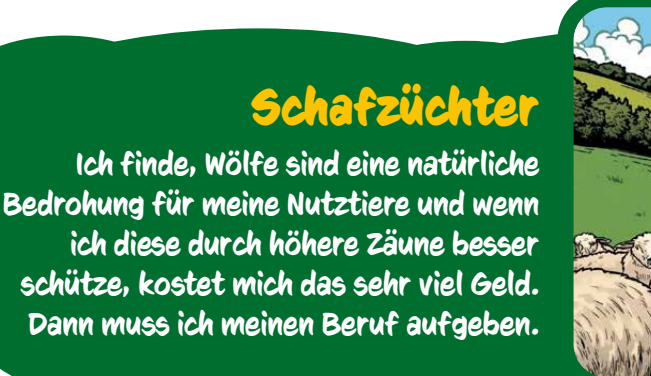 Schafzüchter
Ich finde, Wölfe sind eine natürliche
Bedrohung für meine Nutztiere und wenn
ich diese durch höhere Zäune besser
schütze, kostet mich das sehr viel Geld.
Dann muss ich meinen Beruf aufgeben.